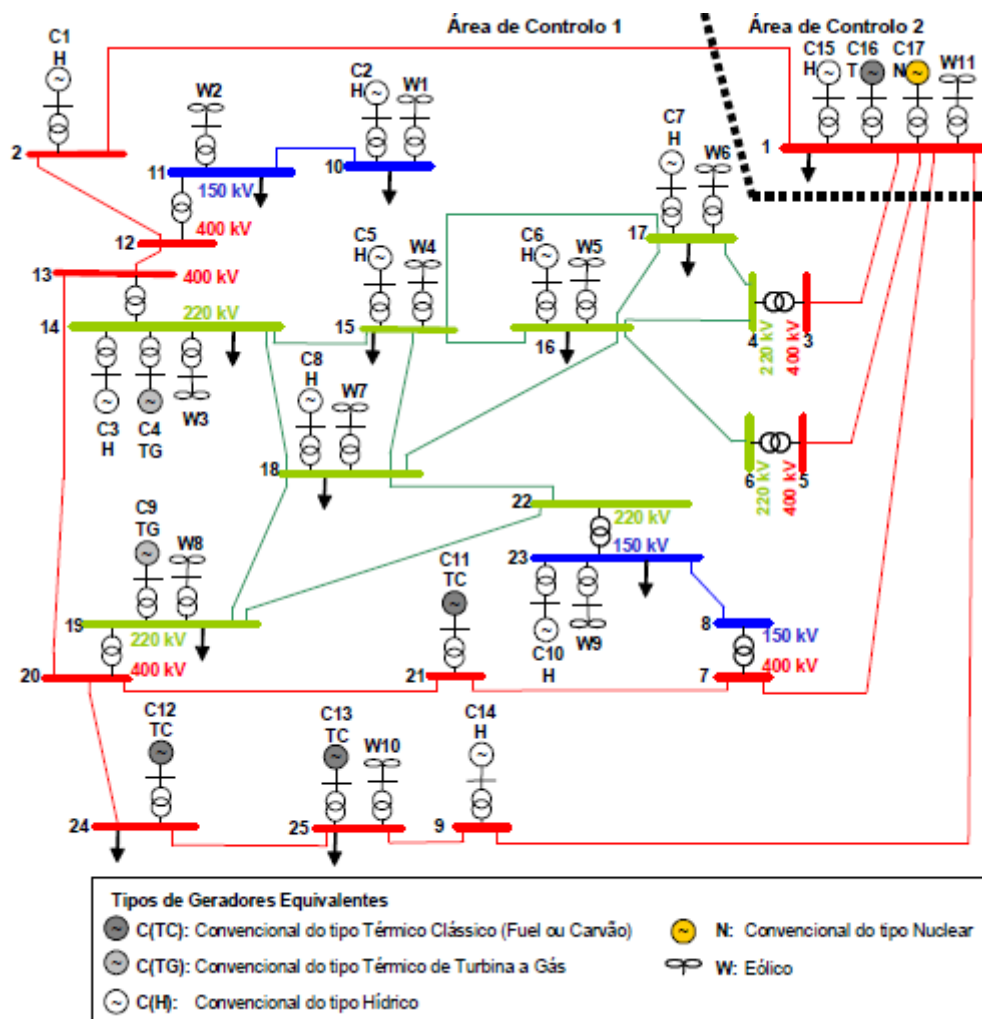 Área de Controlo 1
Área de Controlo 2
C1
H
C2
H
W1
W2
C15
H
C16
T
C17
N
W11
2
11
150 kV
10
1
C7
H
W6
400 kV
12
13
400 kV
C5
H
W4
C6
H
W5
17
14
220 kV
15
16
4
3
220 kV
400 kV
C3
H
C4
TG
W3
C8
H
W7
18
6
5
220 kV
400 kV
22
220 kV
C9
TG
W8
C11
TC
23
150 kV
19
220 kV
C10
H
W9
8
150 kV
20
400 kV
21
7
400 kV
C12
TC
C13
TC
W10
C14
H
24
25
9
Tipos de Geradores Equivalentes
C(TC): Convencional do tipo Térmico Clássico (Fuel ou Carvão)
N: Convencional do tipo Nuclear
C(TG): Convencional do tipo Térmico de Turbina a Gás
W: Eólico
C(H): Convencional do tipo Hídrico